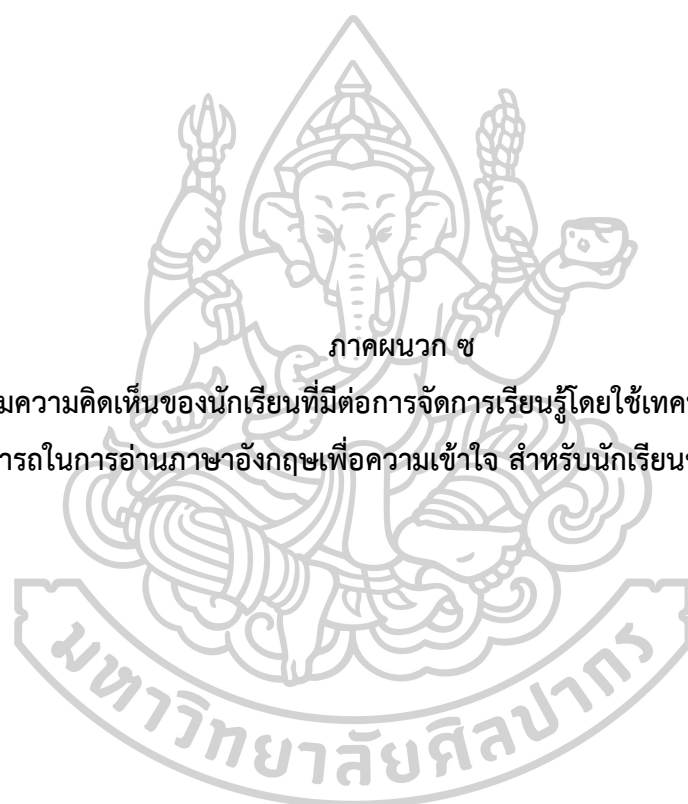 ภาคผนวก ซ
มความคิดเห็นของนักเรียนที่มีต่อการจัดการเรียนรู้โดยใช้เทค
ารถในการอ่านภาษาอังกฤษเพื่อความเข้าใจ สำหรับนักเรียน
มหาวิทยาลัยศิลปากร